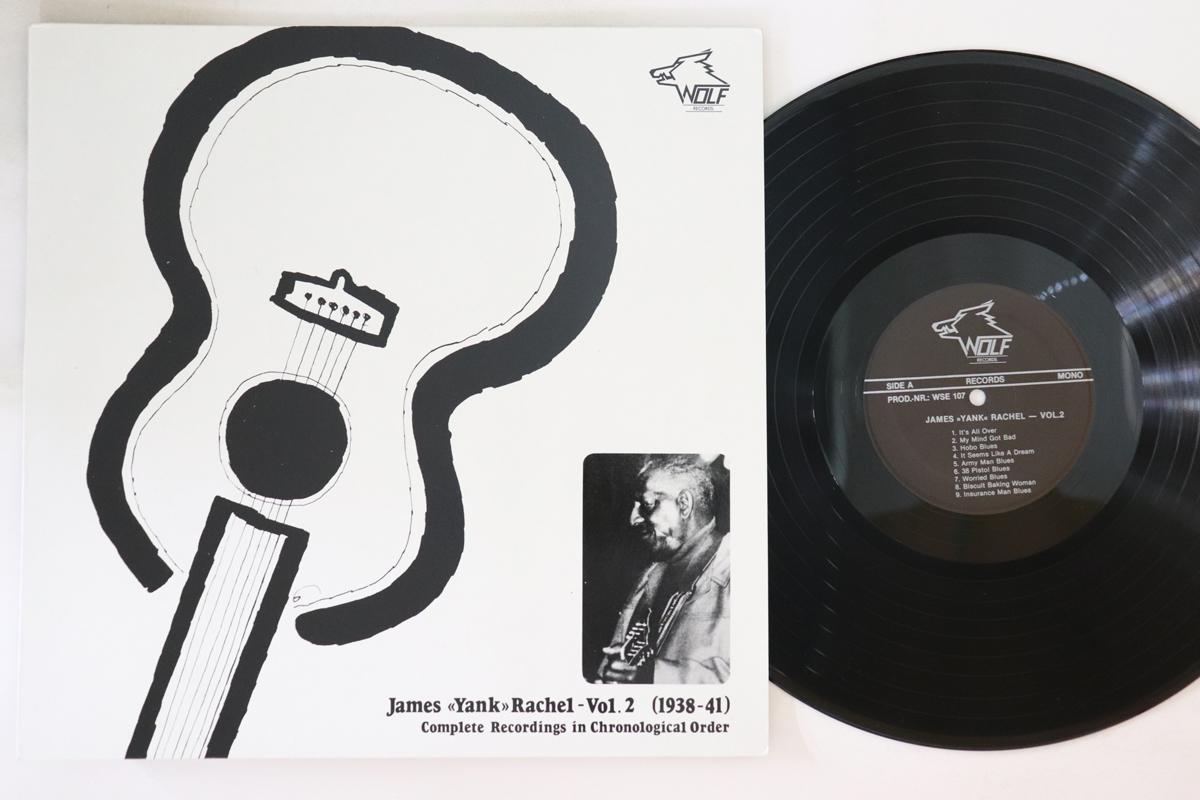 WOLF
RECORDS
James «Yank» Rachel - Vol. 2 (1938-41)
Complete Recordings in Chronological Order
WOLF
RECORDS
SIDE A RECORDS MONO
PROD.-NR.: WSE 107
JAMES »YANK« RACHEL — VOL.2
1. It's All Over
2. My Mind Got Bad
3. Hobo Blues
4. It Seems Like A Dream
5. Army Man Blues
6. 38 Pistol Blues
7. Worried Blues
8. Biscuit Baking Woman
9. Insurance Man Blues